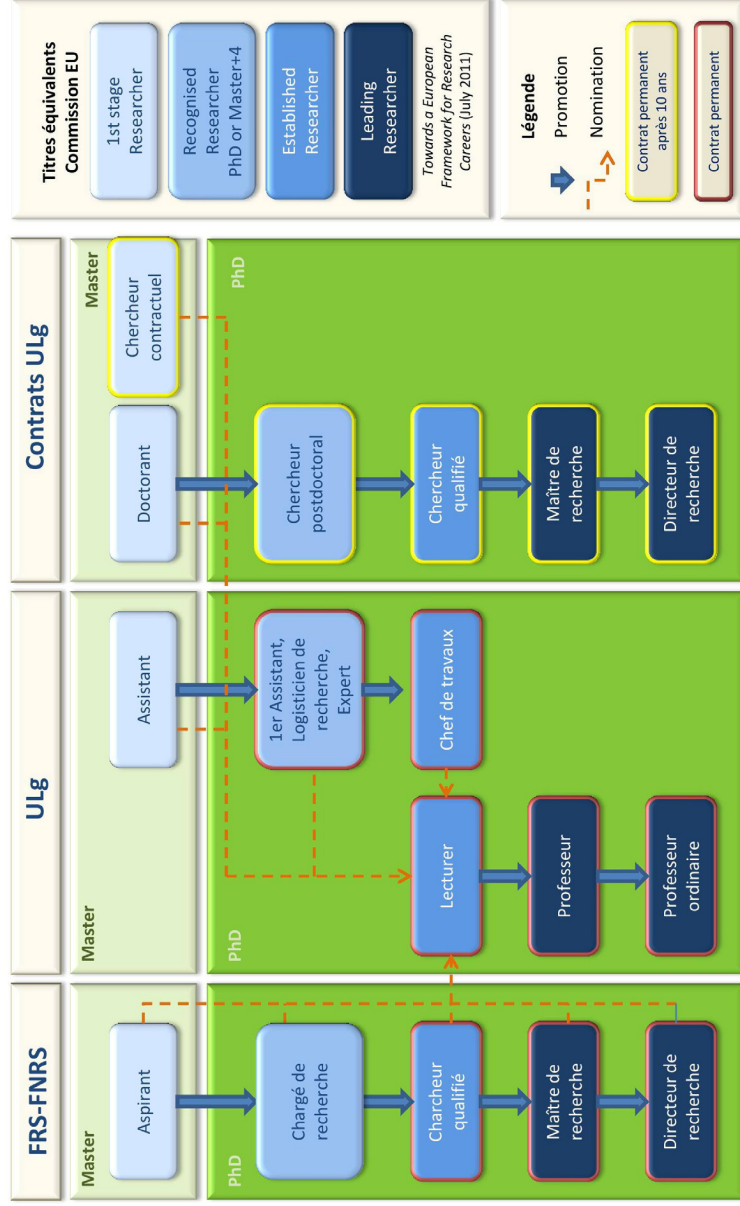 FRS-FNRS
ULg
Contrats ULg
Master
Aspirant
PhD
Chargé de
recherche
Charcheur
qualifié
Maître de
recherche
Directeur de
recherche
Master
Assistant
PhD
1er Assistant,
Logisticien de
recherche,
Expert
Lecturer
Chef de travaux
Professeur
Professeur
ordinaire
Master
Doctorant
Chercheur
contractuel
PhD
Chercheur
postdoctoral
Chercheur
qualifié
Maître de
recherche
Directeur de
recherche
Titres équivalents
Commission EU
1st stage
Researcher
Recognised
Researcher
PhD or Master+4
Established
Researcher
Leading
Researcher
Towards a European
Framework for Research
Careers (July 2011)
Légende
Promotion
Nomination
Contrat permanent
après 10 ans
Contrat permanent